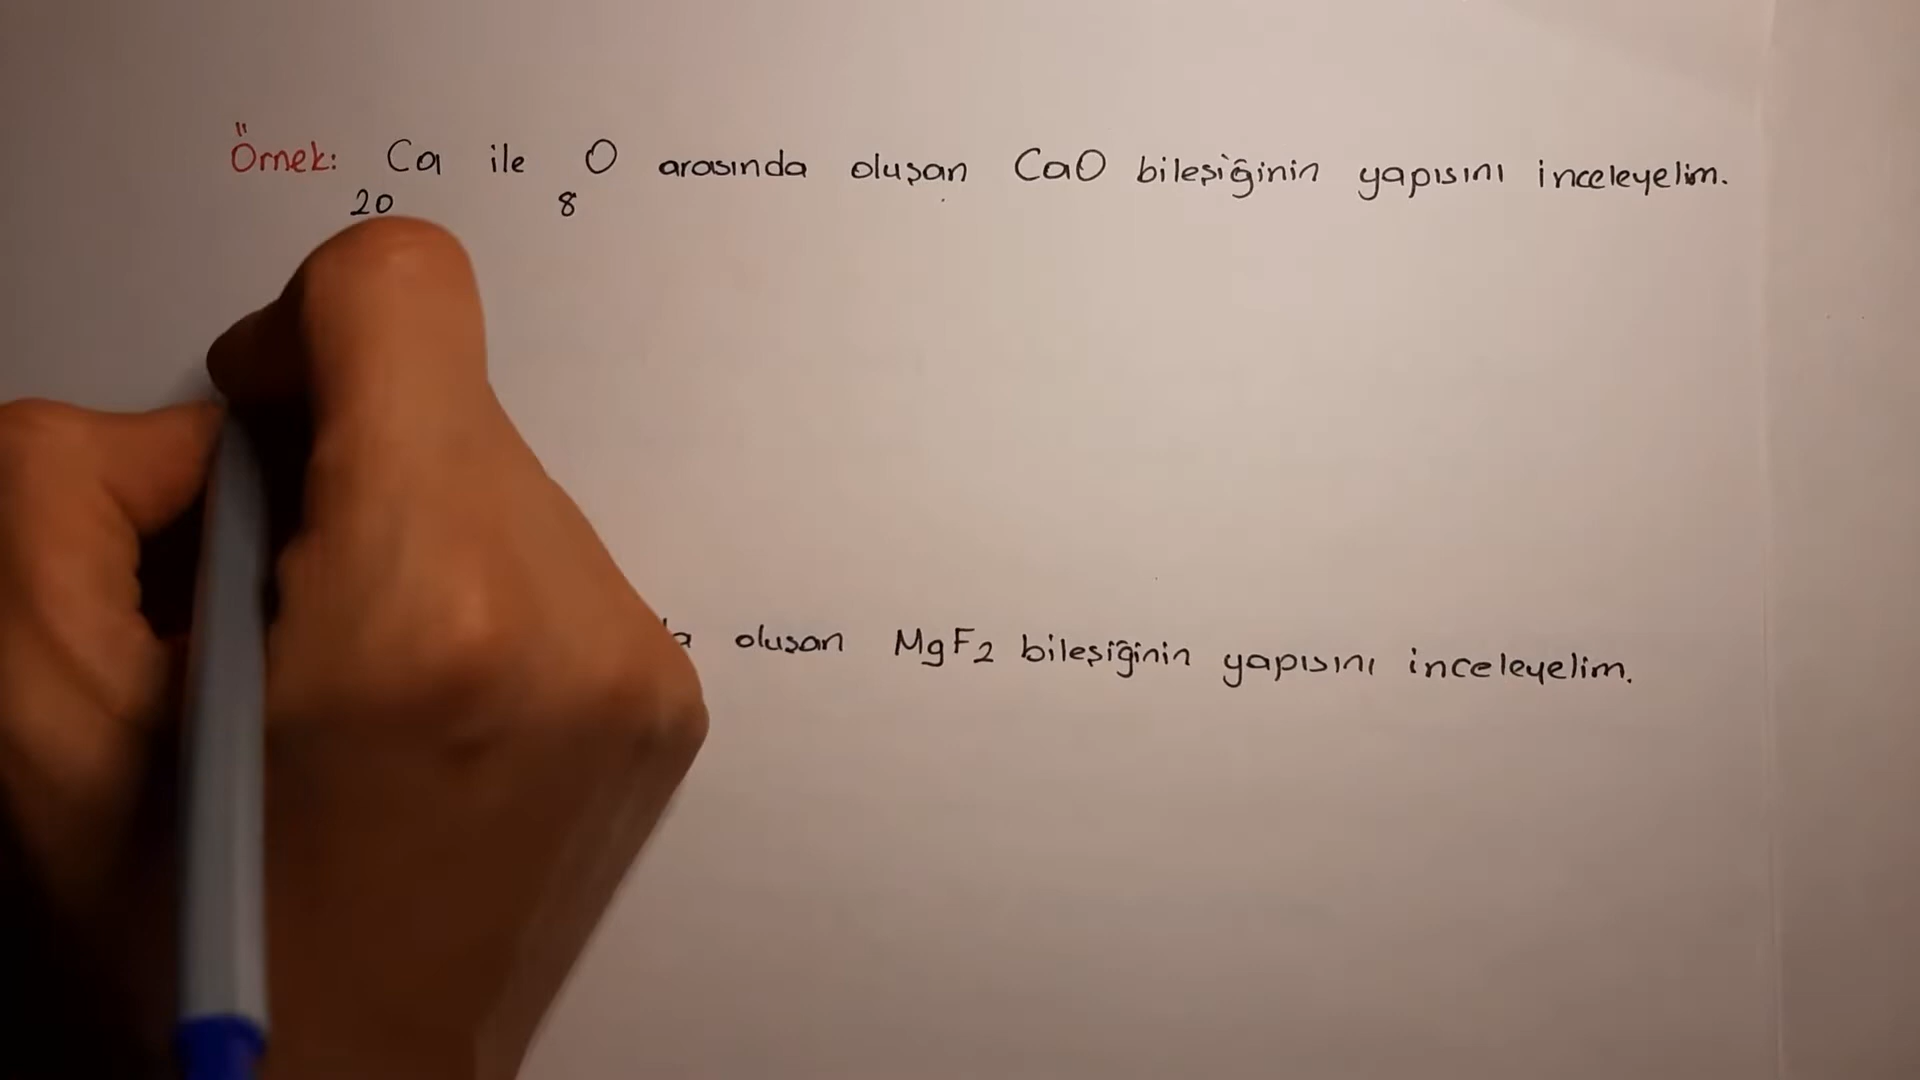 Örnek: Ca ile O arasında oluşan CaO bileşiğinin yapısını inceleyelim.
20 8
oluşan MgF2 bileşiğinin yapısını inceleyelim.